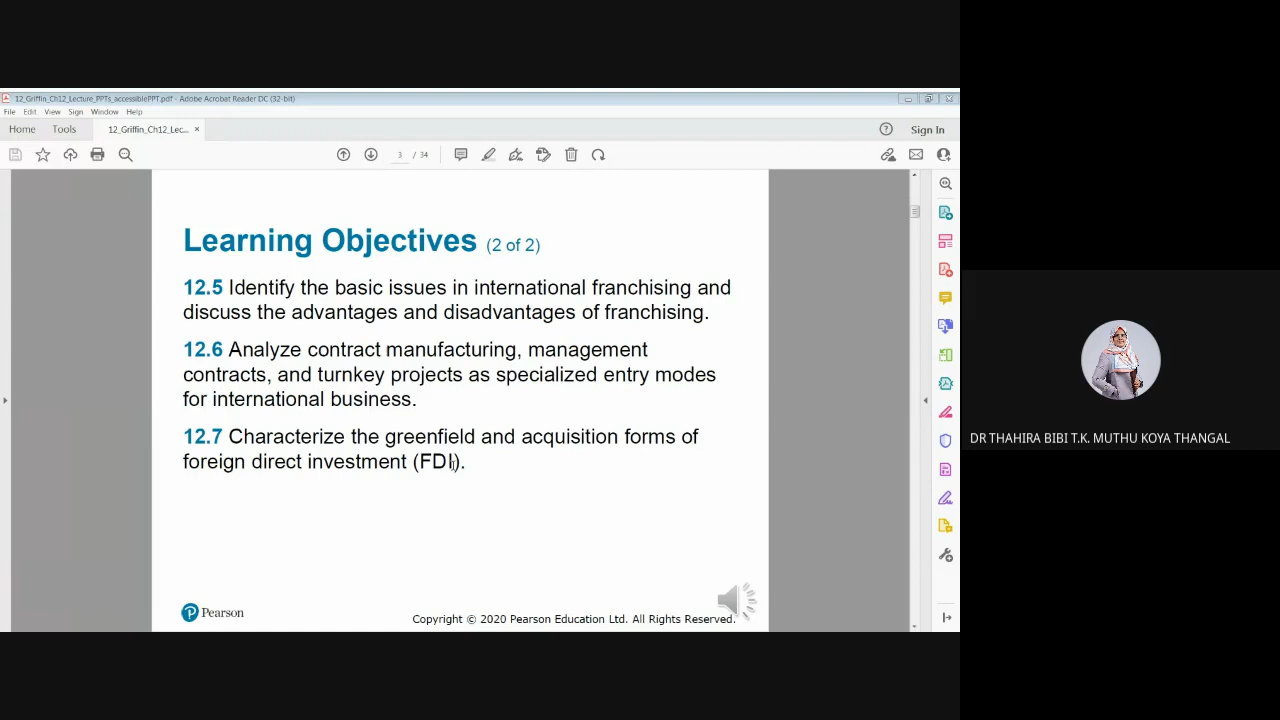 12_Griffin_Ch12_Lecture_PPTs_accessiblePPT.pdf - Adobe Acrobat Reader DC (32-bit)
File Edit View Sign Window Help
Home Tools 12_Griffin_Ch12_Lec... × Sign In
3 / 34
Learning Objectives (2 of 2)
12.5 Identify the basic issues in international franchising and
discuss the advantages and disadvantages of franchising.
12.6 Analyze contract manufacturing, management
contracts, and turnkey projects as specialized entry modes
for international business.
12.7 Characterize the greenfield and acquisition forms of
foreign direct investment (FDI).
DR THAHIRA BIBI T.K. MUTHU KOYA THANGAL
Pearson
Copyright © 2020 Pearson Education Ltd. All Rights Reserved.